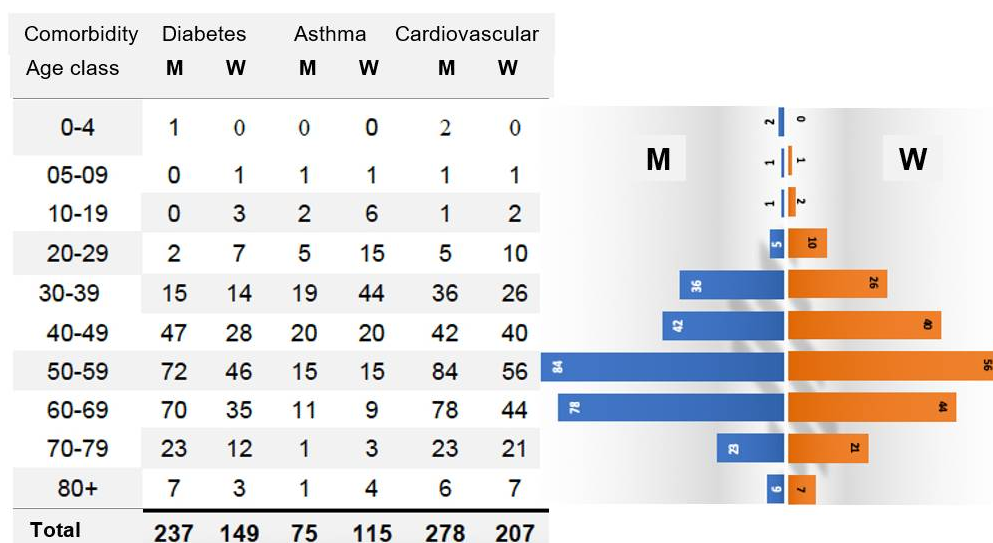 Comorbidity Diabetes Asthma Cardiovascular
Age class M W M W M W
0-4 1 0 0 0 2 0
05-09 0 1 1 1 1 1
10-19 0 3 2 6 1 2
20-29 2 7 5 15 5 10
30-39 15 14 19 44 36 26
40-49 47 28 20 20 42 40
50-59 72 46 15 15 84 56
60-69 70 35 11 9 78 44
70-79 23 12 1 3 23 21
80+ 7 3 1 4 6 7
Total 237 149 75 115 278 207
M W
2 0
1 1
1 2
5 10
36 26
42 40
84 56
78 44
23 21
6 7